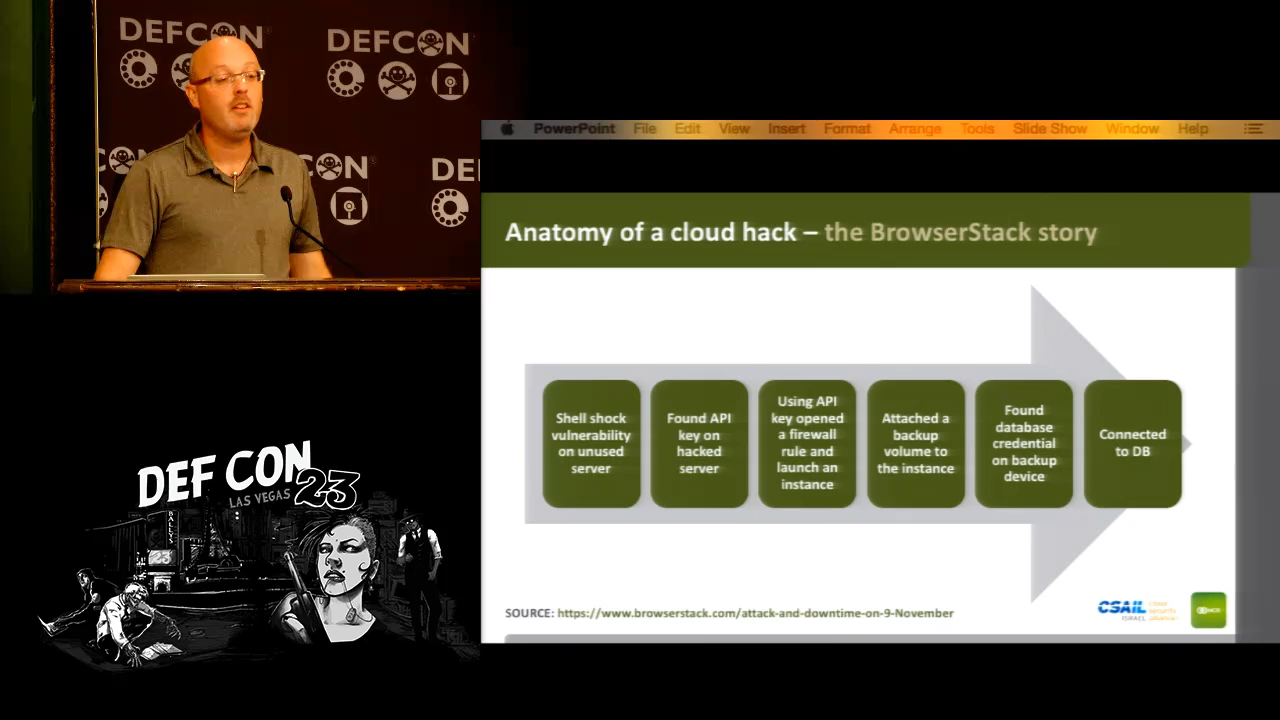 DEFCON
DEFCON
CON
DE
PowerPoint File Edit View Insert Format Arrange Tools Slide Show Window Help
Anatomy of a cloud hack – the BrowserStack story
Shell shock
vulnerability
on unused
server
Found API
key on
hacked
server
Using API
key opened
a firewall
rule and
launch an
instance
Attached a
backup
volume to
the instance
Found
database
credential
on backup
device
Connected
to DB
DEF CON
LAS VEGAS 23
BALLYS
SOURCE: https://www.browserstack.com/attack-and-downtime-on-9-November
CSAIL
ISRAEL